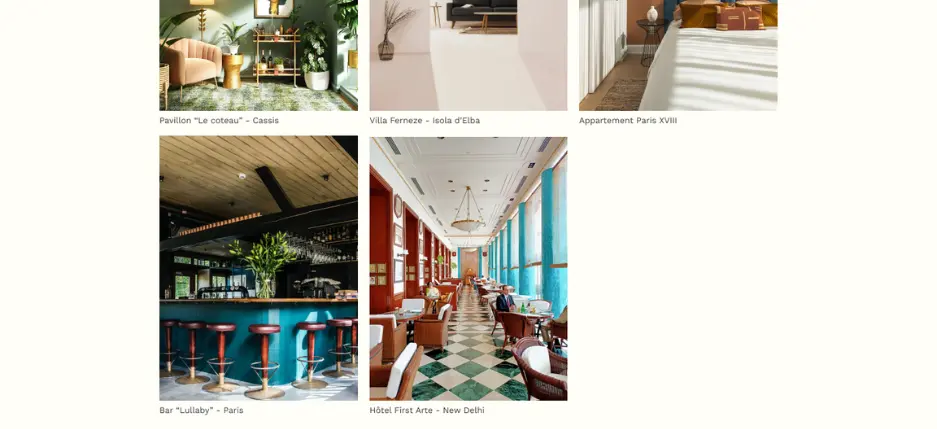 Pavillon “Le coteau” - Cassis
Villa Ferneze - isola d'Elba
Appartement Paris XVIII
Bar “Lullaby” - Paris
Hôtel First Arte - New Delhi